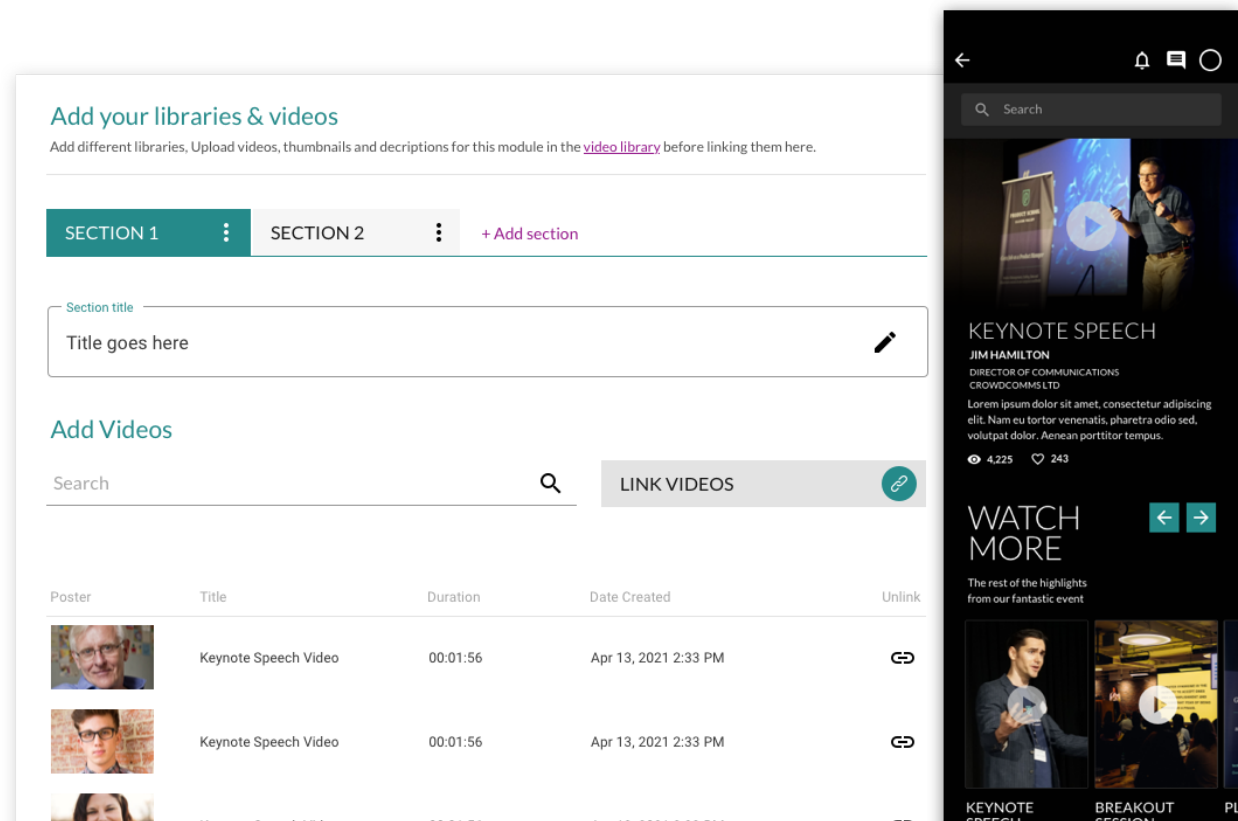 Add your libraries & videos
Add different libraries, Upload videos, thumbnails and decriptions for this module in the video library before linking them here.
SECTION 1
SECTION 2
+ Add section
Section title
Title goes here
Add Videos
Search
LINK VIDEOS
Poster Title Duration Date Created Unlink
Keynote Speech Video 00:01:56 Apr 13, 2021 2:33 PM
Keynote Speech Video 00:01:56 Apr 13, 2021 2:33 PM
Search
KEYNOTE SPEECH
JIM HAMILTON
DIRECTOR OF COMMUNICATIONS
CROWDCOMMS LTD
Lorem ipsum dolor sit amet, consectetur adipiscing
elit. Nam eu tortor venenatis, pharetra odio sed,
volutpat dolor. Aenean porttitor tempus.
4,225 243
WATCH
MORE
The rest of the highlights
from our fantastic event
KEYNOTE
SPEECH
BREAKOUT
SESSION
PL